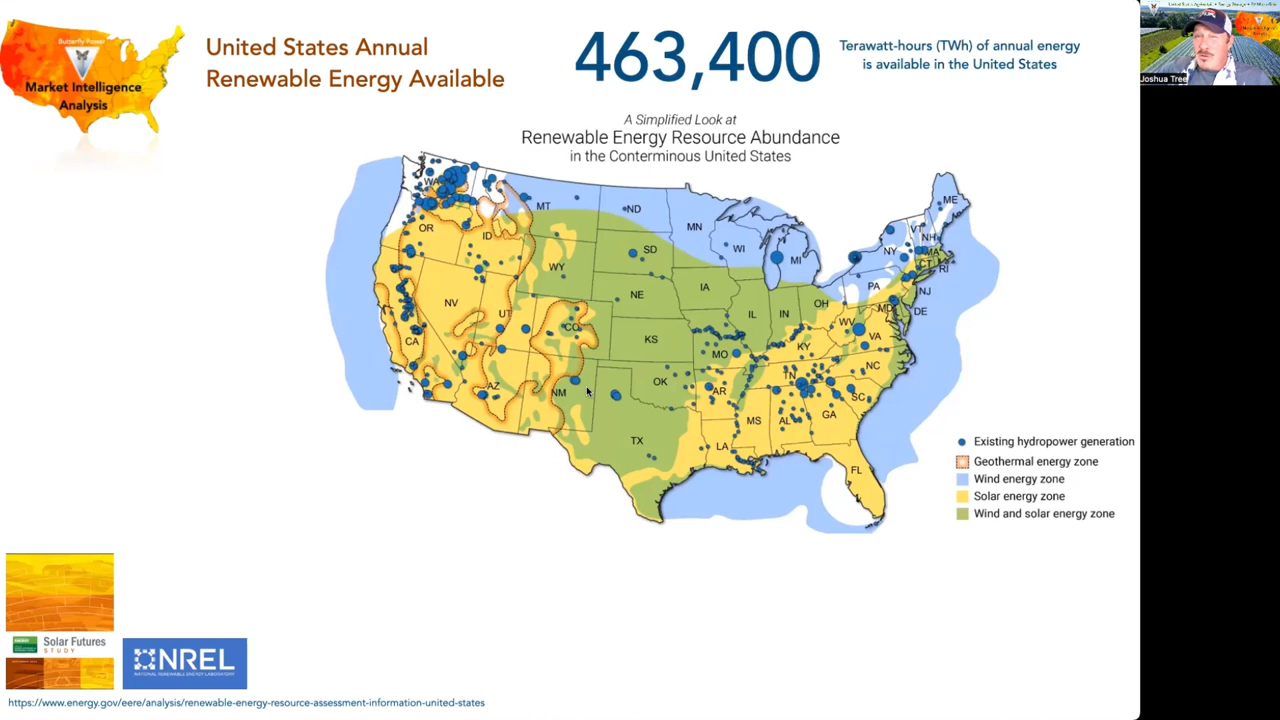 Butterfly Power
Market Intelligence
Analysis
United States Annual
Renewable Energy Available
463,400
Terawatt-hours (TWh) of annual energy
is available in the United States
Joshua Tree
A Simplified Look at
Renewable Energy Resource Abundance
in the Conterminous United States
WA
MT
ND
MN
ME
VT
NH
OR
ID
SD
WI
MI
NY
MA
CT
RI
WY
IA
PA
NJ
NV
UT
NE
IL
IN
OH
MD
DE
CA
CO
KS
MO
KY
WV
VA
AZ
NM
OK
AR
TN
NC
SC
TX
LA
MS
AL
GA
FL
Existing hydropower generation
Geothermal energy zone
Wind energy zone
Solar energy zone
Wind and solar energy zone
Solar Futures
STUDY
NREL
NATIONAL RENEWABLE ENERGY LABORATORY
https://www.energy.gov/eere/analysis/renewable-energy-resource-assessment-information-united-states